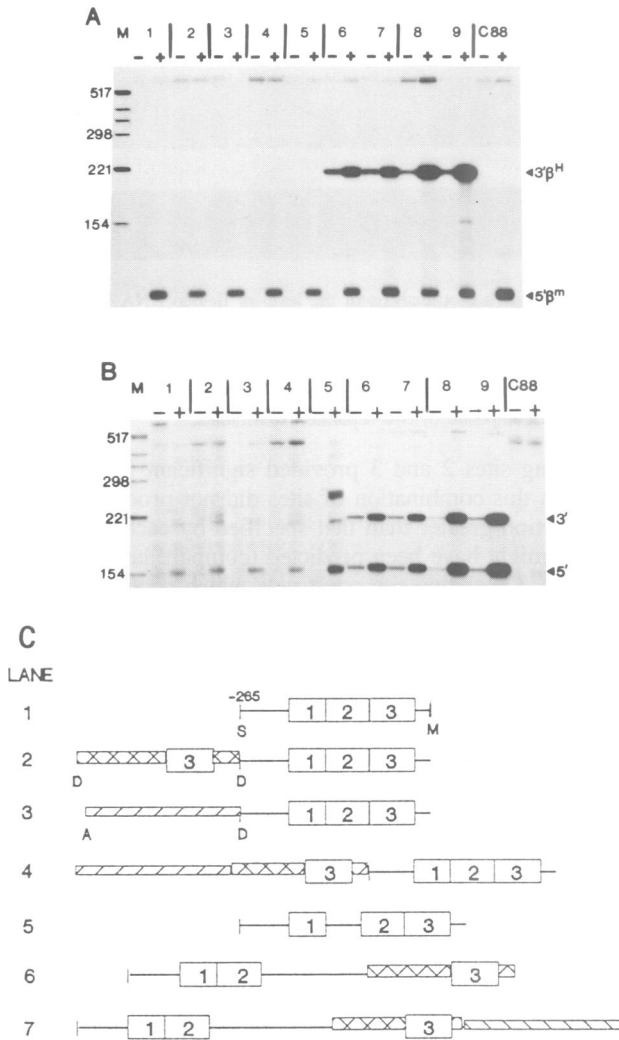 A
M 1 2 3 4 5 6 7 8 9 C88
- + - + - + - + - + - + - + - + - + - +
517
298
221
154
◄3'βᴴ
◄5'βᵐ
B
M 1 2 3 4 5 6 7 8 9 C88
- + - + - + - + - + - + - + - + - + - +
517
298
221
154
◄3'
◄5'
C
LANE
-265
1 1 2 3
S M
2 3 1 2 3
D D
3 1 2 3
A D
4 3 1 2 3
5 1 2 3
6 1 2 3
7 1 2 3